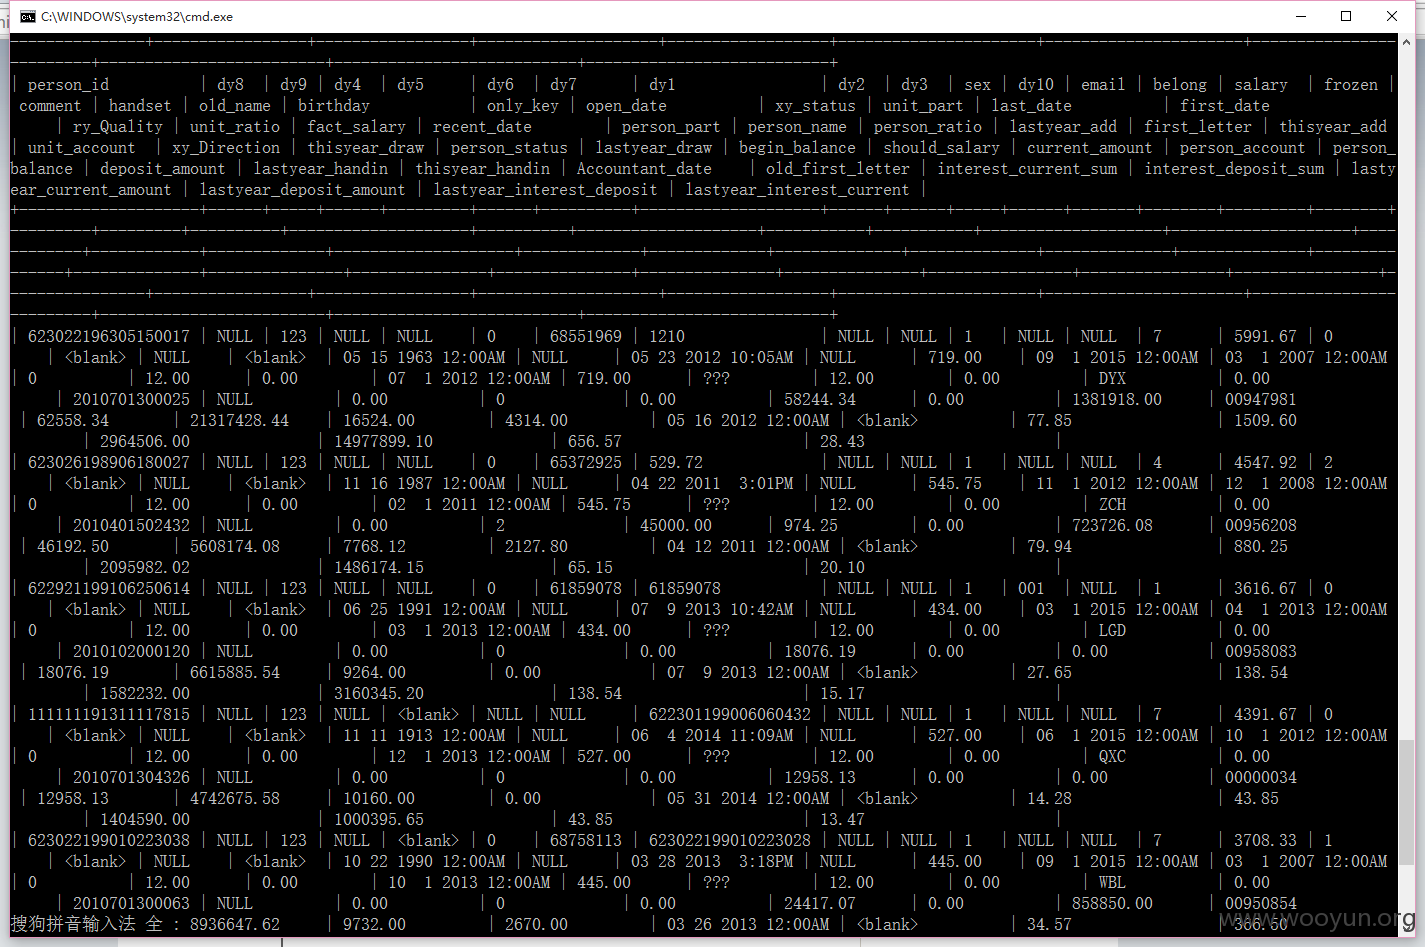 C:\WINDOWS\system32\cmd.exe
| person_id | dy8 | dy9 | dy4 | dy5 | dy6 | dy7 | dy1 | dy2 | dy3 | sex | dy10 | email | belong | salary | frozen |
comment | handset | old_name | birthday | only_key | open_date | xy_status | unit_part | last_date | first_date
| ry_Quality | unit_ratio | fact_salary | recent_date | person_part | person_name | person_ratio | lastyear_add | first_letter | thisyear_add
| unit_account | xy_Direction | thisyear_draw | person_status | lastyear_draw | begin_balance | should_salary | current_amount | person_account | person_
balance | deposit_amount | lastyear_handin | thisyear_handin | Accountant_date | old_first_letter | interest_current_sum | interest_deposit_sum | lasty
ear_current_amount | lastyear_deposit_amount | lastyear_interest_deposit | lastyear_interest_current |
| 623022196305150017 | NULL | 123 | NULL | NULL | 0 | 68551969 | 1210 | NULL | NULL | 1 | NULL | NULL | 7 | 5991.67 | 0
| <blank> | NULL | <blank> | 05 15 1963 12:00AM | NULL | 05 23 2012 10:05AM | NULL | 719.00 | 09 1 2015 12:00AM | 03 1 2007 12:00AM
| 0 | 12.00 | 0.00 | 07 1 2012 12:00AM | 719.00 | ??? | 12.00 | 0.00 | DYX | 0.00
| 2010701300025 | NULL | 0.00 | 0 | 0.00 | 58244.34 | 0.00 | 1381918.00 | 00947981
| 62558.34 | 21317428.44 | 16524.00 | 4314.00 | 05 16 2012 12:00AM | <blank> | 77.85 | 1509.60
| 2964506.00 | 14977899.10 | 656.57 | 28.43 |
| 623026198906180027 | NULL | 123 | NULL | NULL | 0 | 65372925 | 529.72 | NULL | NULL | 1 | NULL | NULL | 4 | 4547.92 | 2
| <blank> | NULL | <blank> | 11 16 1987 12:00AM | NULL | 04 22 2011 3:01PM | NULL | 545.75 | 11 1 2012 12:00AM | 12 1 2008 12:00AM
| 0 | 12.00 | 0.00 | 02 1 2011 12:00AM | 545.75 | ??? | 12.00 | 0.00 | ZCH | 0.00
| 2010401502432 | NULL | 0.00 | 2 | 45000.00 | 974.25 | 0.00 | 723726.08 | 00956208
| 46192.50 | 5608174.08 | 7768.12 | 2127.80 | 04 12 2011 12:00AM | <blank> | 79.94 | 880.25
| 2095982.02 | 1486174.15 | 65.15 | 20.10 |
| 622921199106250614 | NULL | 123 | NULL | NULL | 0 | 61859078 | 61859078 | NULL | NULL | 1 | 001 | NULL | 1 | 3616.67 | 0
| <blank> | NULL | <blank> | 06 25 1991 12:00AM | NULL | 07 9 2013 10:42AM | NULL | 434.00 | 03 1 2015 12:00AM | 04 1 2013 12:00AM
| 0 | 12.00 | 0.00 | 03 1 2013 12:00AM | 434.00 | ??? | 12.00 | 0.00 | LGD | 0.00
| 2010102000120 | NULL | 0.00 | 0 | 0.00 | 18076.19 | 0.00 | 0.00 | 00958083
| 18076.19 | 6615885.54 | 9264.00 | 0.00 | 07 9 2013 12:00AM | <blank> | 27.65 | 138.54
| 1582232.00 | 3160345.20 | 138.54 | 15.17 |
| 111111191311117815 | NULL | 123 | NULL | <blank> | NULL | NULL | 622301199006060432 | NULL | NULL | 1 | NULL | NULL | 7 | 4391.67 | 0
| <blank> | NULL | <blank> | 11 11 1913 12:00AM | NULL | 06 4 2014 11:09AM | NULL | 527.00 | 06 1 2015 12:00AM | 10 1 2012 12:00AM
| 0 | 12.00 | 0.00 | 12 1 2013 12:00AM | 527.00 | ??? | 12.00 | 0.00 | QXC | 0.00
| 2010701304326 | NULL | 0.00 | 0 | 0.00 | 12958.13 | 0.00 | 0.00 | 00000034
| 12958.13 | 4742675.58 | 10160.00 | 0.00 | 05 31 2014 12:00AM | <blank> | 14.28 | 43.85
| 1404590.00 | 1000395.65 | 43.85 | 13.47 |
| 623022199010223038 | NULL | 123 | NULL | <blank> | 0 | 68758113 | 623022199010223028 | NULL | NULL | 1 | NULL | NULL | 7 | 3708.33 | 1
| <blank> | NULL | <blank> | 10 22 1990 12:00AM | NULL | 03 28 2013 3:18PM | NULL | 445.00 | 09 1 2015 12:00AM | 03 1 2007 12:00AM
| 0 | 12.00 | 0.00 | 10 1 2013 12:00AM | 445.00 | ??? | 12.00 | 0.00 | WBL | 0.00
| 2010701300063 | NULL | 0.00 | 0 | 0.00 | 24417.07 | 0.00 | 858850.00 | 00950854
搜狗拼音输入法 全 : 8936647.62 | 9732.00 | 2670.00 | 03 26 2013 12:00AM | <blank> | 34.57 | 366.50
www.wooyun.org